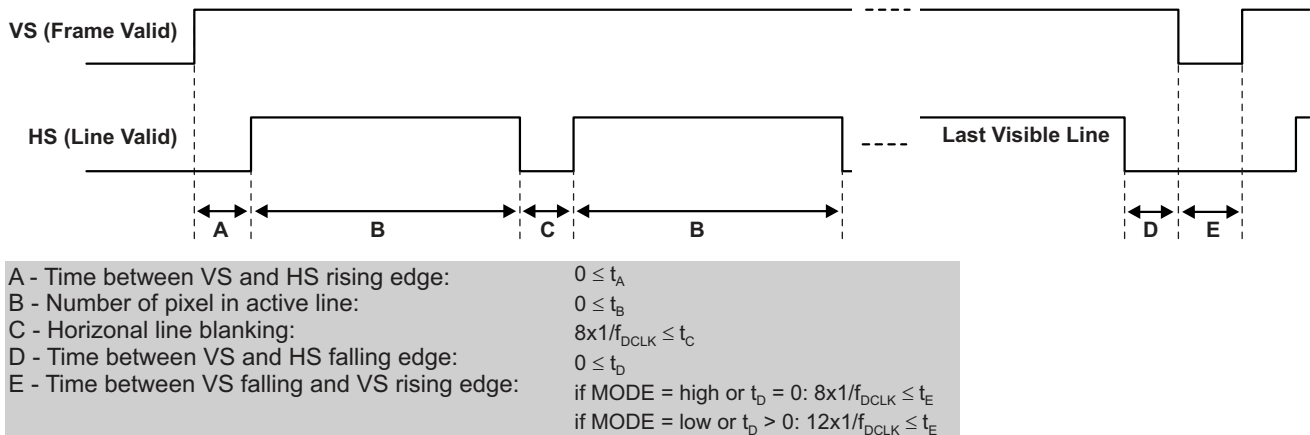 VS (Frame Valid)
HS (Line Valid)
Last Visible Line
A B C B D E
A - Time between VS and HS rising edge: 0 ≤ tA
B - Number of pixel in active line: 0 ≤ tB
C - Horizonal line blanking: 8x1/fDCLK ≤ tC
D - Time between VS and HS falling edge: 0 ≤ tD
E - Time between VS falling and VS rising edge: if MODE = high or tD = 0: 8x1/fDCLK ≤ tE
if MODE = low or tD > 0: 12x1/fDCLK ≤ tE